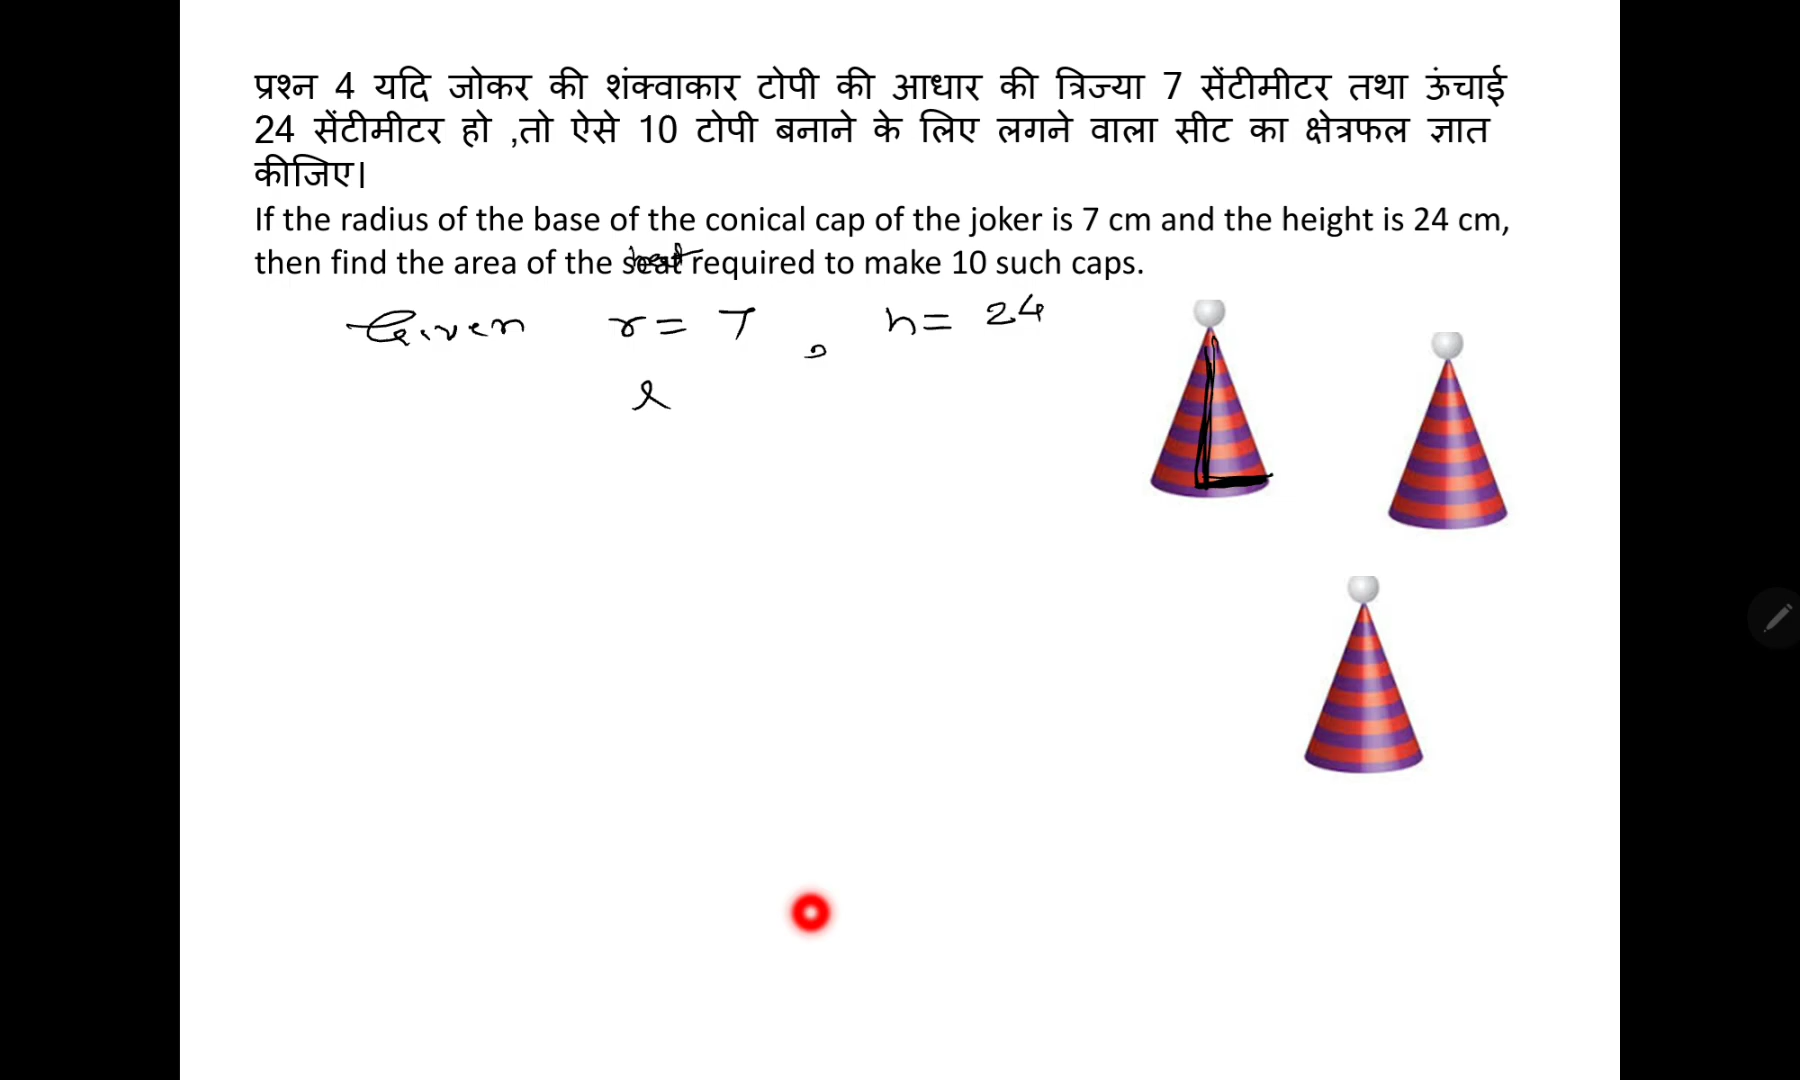 प्रश्न 4 यदि जोकर की शंक्वाकार टोपी की आधार की त्रिज्या 7 सेंटीमीटर तथा ऊंचाई
24 सेंटीमीटर हो ,तो ऐसे 10 टोपी बनाने के लिए लगने वाला सीट का क्षेत्रफल ज्ञात
कीजिए।
If the radius of the base of the conical cap of the joker is 7 cm and the height is 24 cm,
then find the area of the required to make 10 such caps.
Given r = 7 , h = 24
l